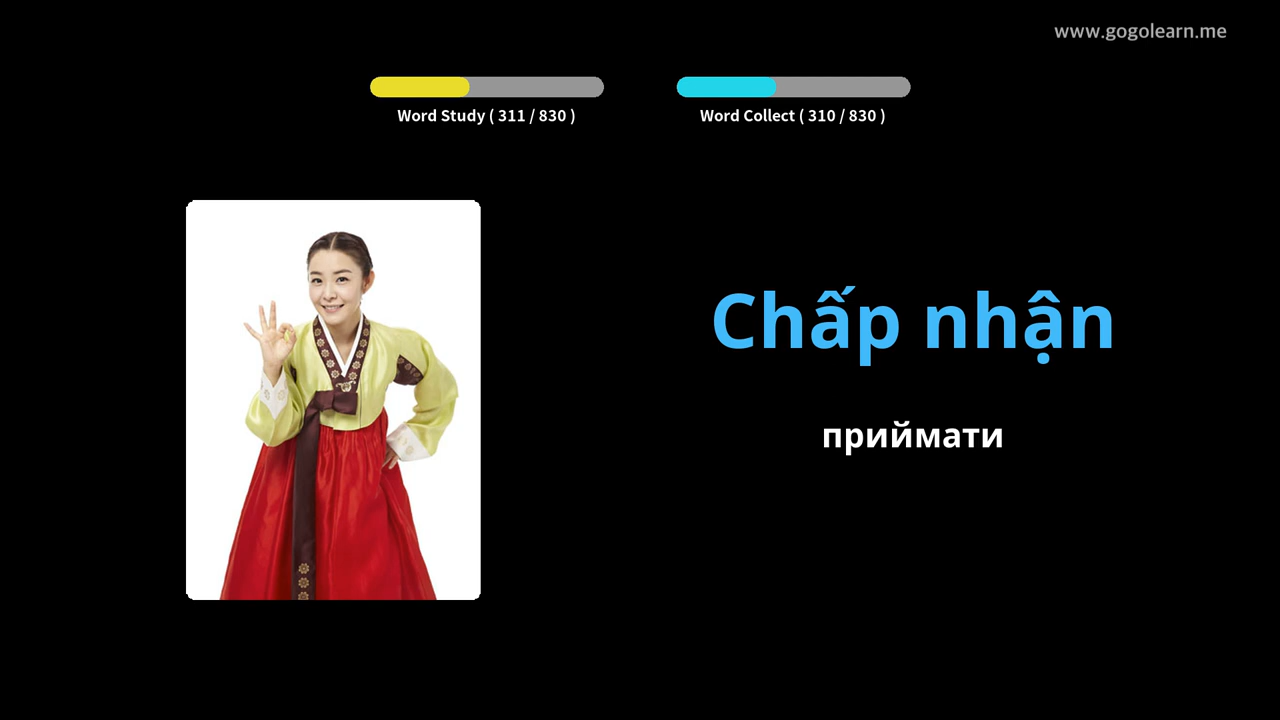 www.gogolearn.me
Word Study ( 311 / 830 )
Word Collect ( 310 / 830 )
Chấp nhận
приймати